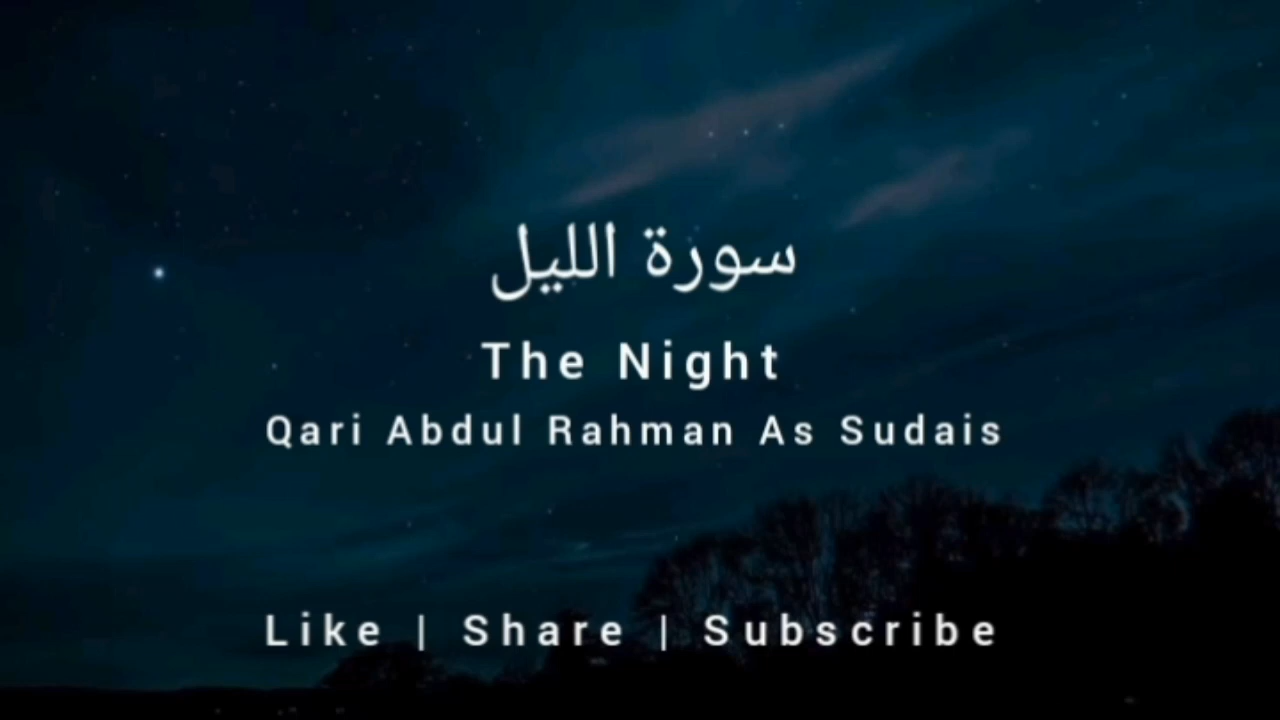 سورة الليل
The Night
Qari Abdul Rahman As Sudais
Like | Share | Subscribe